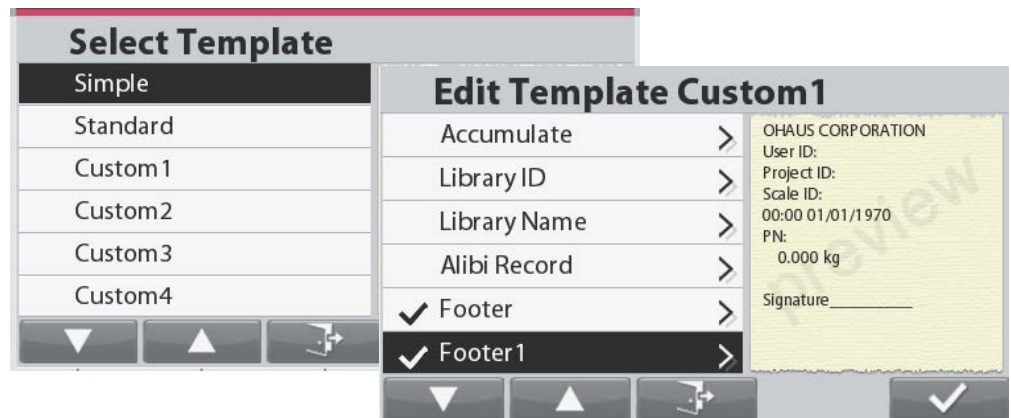 Select Template
Simple
Standard
Custom1
Custom2
Custom3
Custom4
Edit Template Custom1
Accumulate
Library ID
Library Name
Alibi Record
Footer
Footer1
OHAUS CORPORATION
User ID:
Project ID:
Scale ID:
00:00 01/01/1970
PN:
0.000 kg
Signature__________
preview